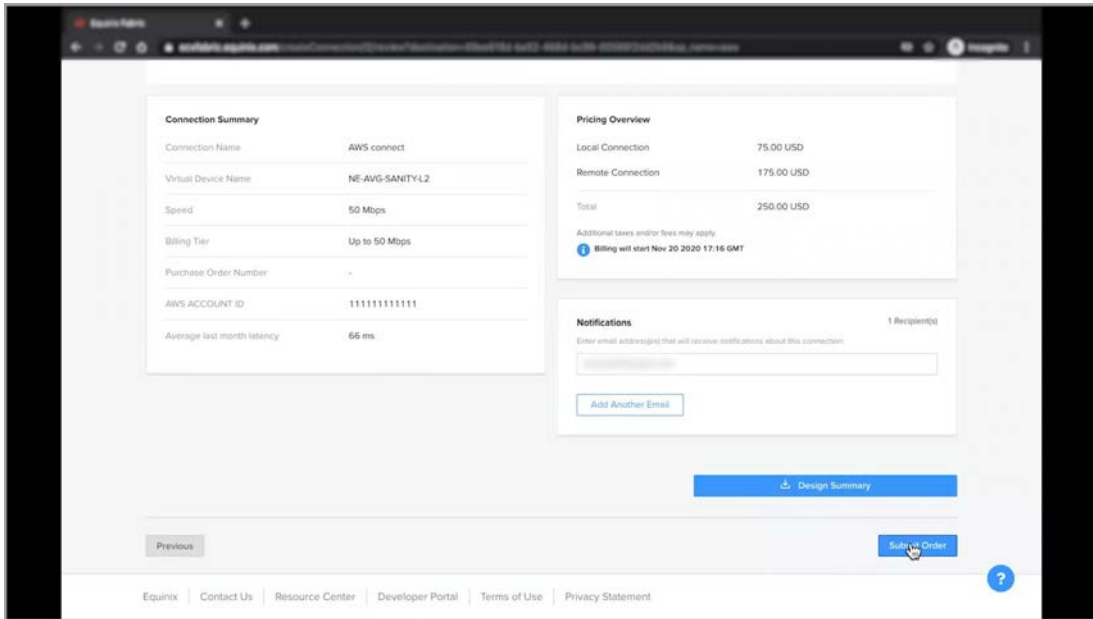 Equinix Fabric
Incognito
Connection Summary
Connection Name AWS connect
Virtual Device Name NE-AVG-SANITY-L2
Speed 50 Mbps
Billing Tier Up to 50 Mbps
Purchase Order Number -
AWS ACCOUNT ID 111111111111
Average last month latency 66 ms
Pricing Overview
Local Connection 75.00 USD
Remote Connection 175.00 USD
Total 250.00 USD
Additional taxes and/or fees may apply.
Billing will start Nov 20 2020 17:16 GMT
Notifications 1 Recipient(s)
Enter email address(es) that will receive notifications about this connection.
Add Another Email
Design Summary
Previous
Submit Order
?
Equinix Contact Us Resource Center Developer Portal Terms of Use Privacy Statement